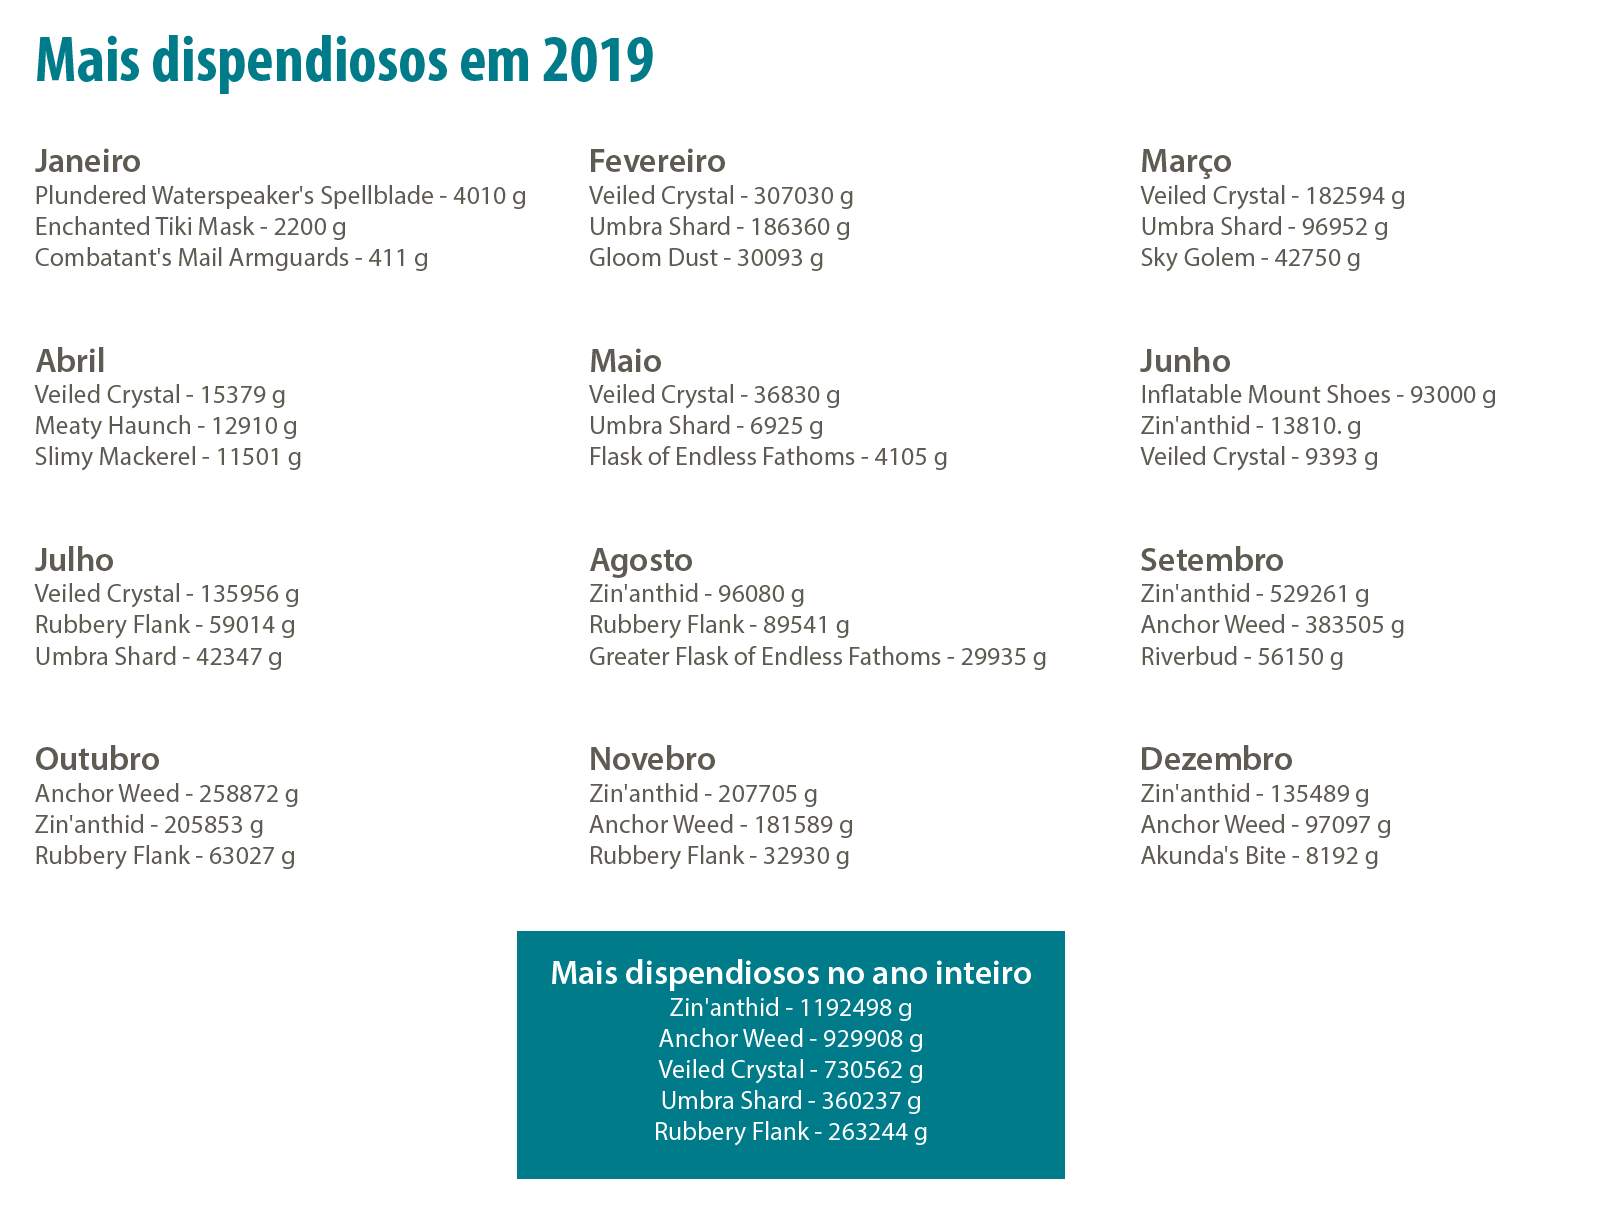 Mais dispendiosos em 2019
Janeiro
Plundered Waterspeaker's Spellblade - 4010 g
Enchanted Tiki Mask - 2200 g
Combatant's Mail Armguards - 411 g
Fevereiro
Veiled Crystal - 307030 g
Umbra Shard - 186360 g
Gloom Dust - 30093 g
Março
Veiled Crystal - 182594 g
Umbra Shard - 96952 g
Sky Golem - 42750 g
Abril
Veiled Crystal - 15379 g
Meaty Haunch - 12910 g
Slimy Mackerel - 11501 g
Maio
Veiled Crystal - 36830 g
Umbra Shard - 6925 g
Flask of Endless Fathoms - 4105 g
Junho
Inflatable Mount Shoes - 93000 g
Zin'anthid - 13810. g
Veiled Crystal - 9393 g
Julho
Veiled Crystal - 135956 g
Rubbery Flank - 59014 g
Umbra Shard - 42347 g
Agosto
Zin'anthid - 96080 g
Rubbery Flank - 89541 g
Greater Flask of Endless Fathoms - 29935 g
Setembro
Zin'anthid - 529261 g
Anchor Weed - 383505 g
Riverbud - 56150 g
Outubro
Anchor Weed - 258872 g
Zin'anthid - 205853 g
Rubbery Flank - 63027 g
Novebro
Zin'anthid - 207705 g
Anchor Weed - 181589 g
Rubbery Flank - 32930 g
Dezembro
Zin'anthid - 135489 g
Anchor Weed - 97097 g
Akunda's Bite - 8192 g
Mais dispendiosos no ano inteiro
Zin'anthid - 1192498 g
Anchor Weed - 929908 g
Veiled Crystal - 730562 g
Umbra Shard - 360237 g
Rubbery Flank - 263244 g